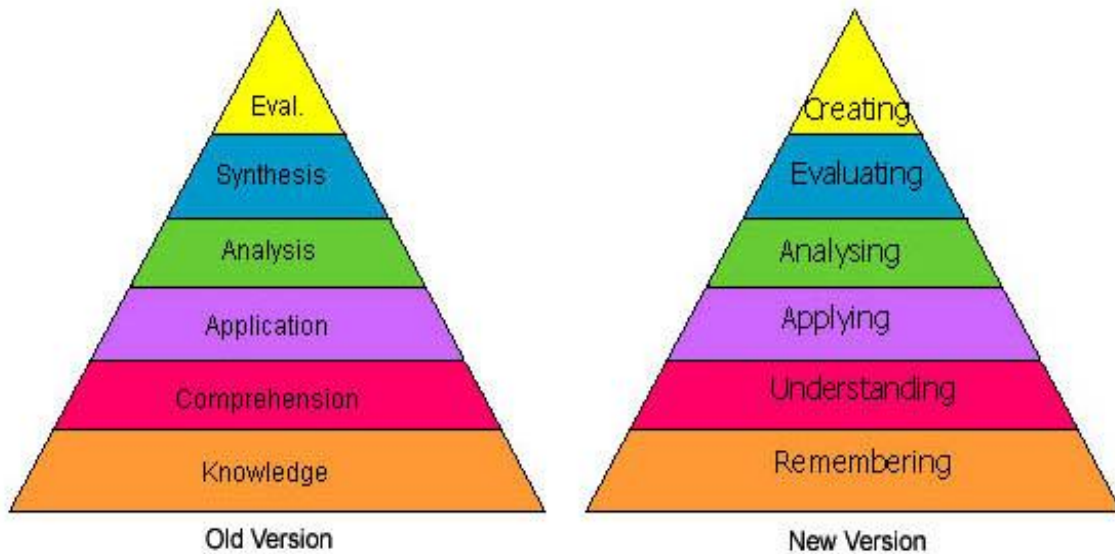 Eval.
Synthesis
Analysis
Application
Comprehension
Knowledge
Old Version
Creating
Evaluating
Analysing
Applying
Understanding
Remembering
New Version